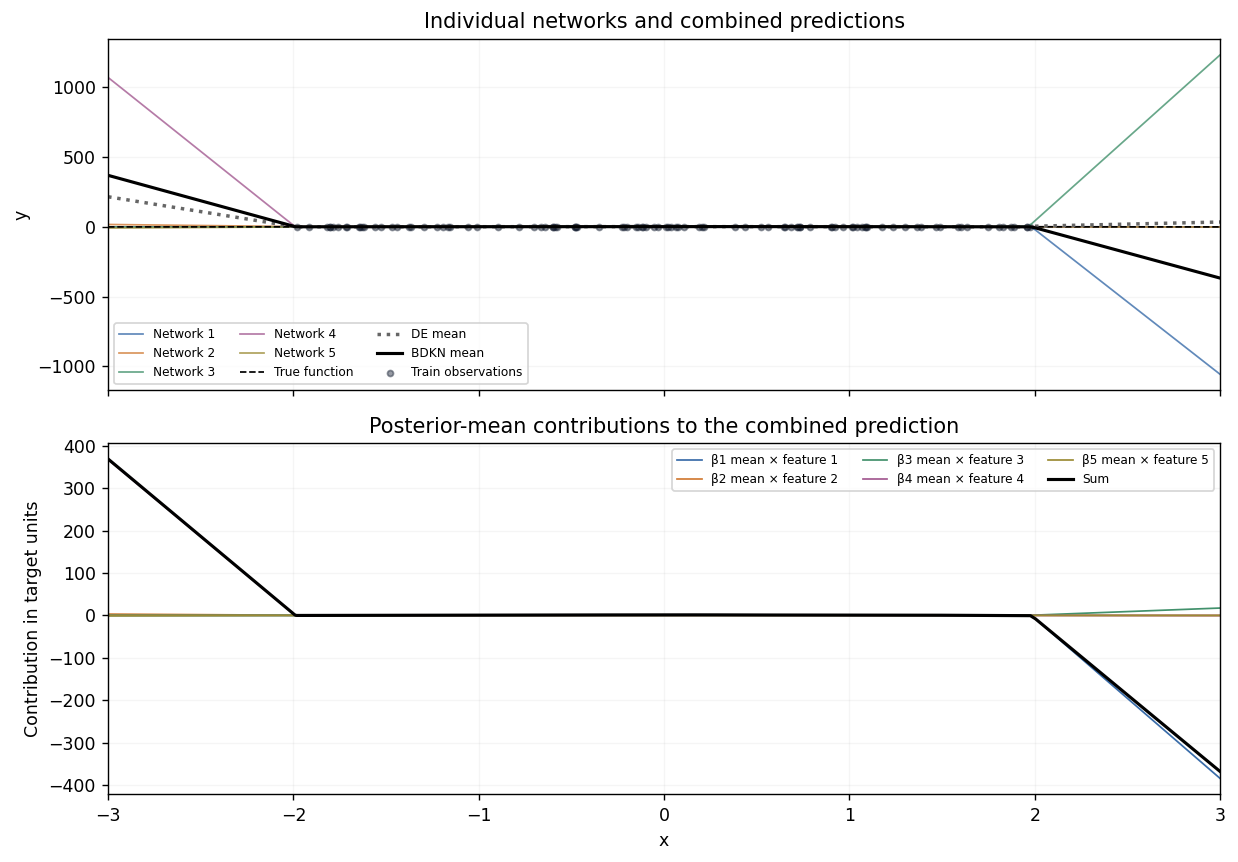 Individual networks and combined predictions
1000
500
0
−500
−1000
y
Network 1
Network 2
Network 3
Network 4
Network 5
True function
DE mean
BDKN mean
Train observations
Posterior-mean contributions to the combined prediction
400
300
200
100
0
−100
−200
−300
−400
Contribution in target units
β1 mean × feature 1
β2 mean × feature 2
β3 mean × feature 3
β4 mean × feature 4
β5 mean × feature 5
Sum
−3
−2
−1
0
1
2
3
x